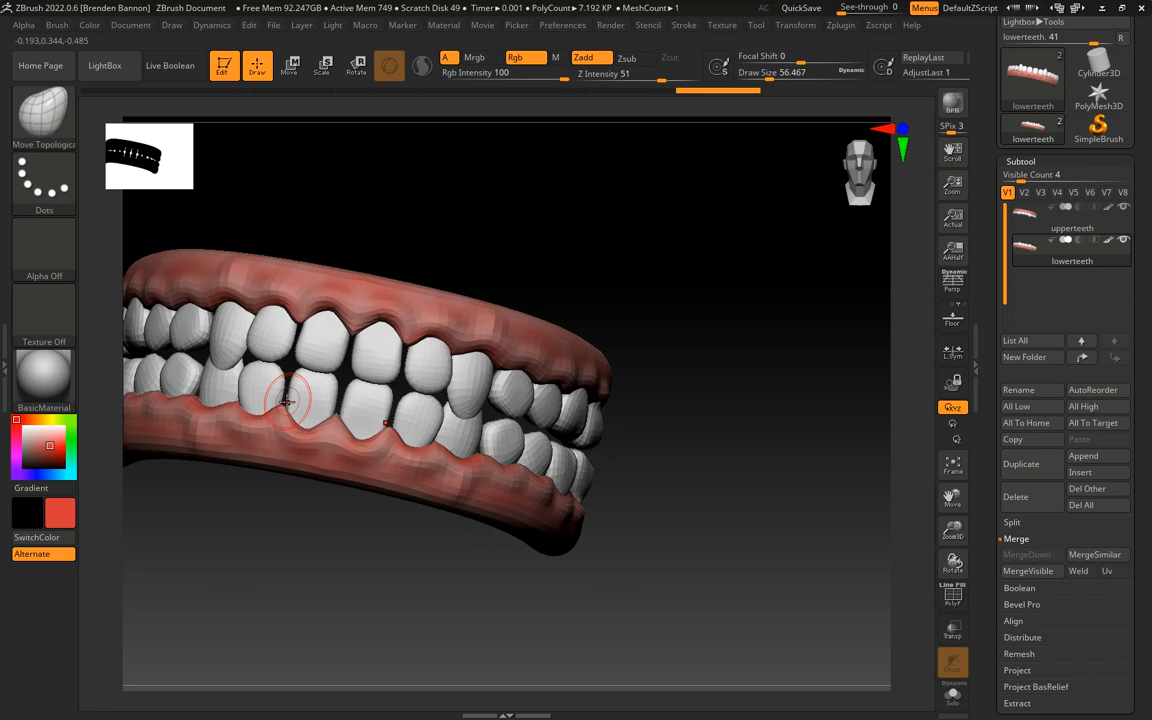 ZBrush 2022.0.6 [Brenden Bannon] ZBrush Document • Free Mem 92.247GB • Active Mem 749 • Scratch Disk 49 • Timer▶0.001 • PolyCount▶7.192 KP • MeshCount▶1 AC QuickSave See-through 0 Menus DefaultZScript
Alpha Brush Color Document Draw Dynamics Edit File Layer Light Macro Marker Material Movie Picker Preferences Render Stencil Stroke Texture Tool Transform Zplugin Zscript Help
-0.193,0.344,-0.485
Home Page LightBox Live Boolean Edit Draw Move Scale Rotate
A Mrgb Rgb M Zadd Zsub Zcut
Rgb Intensity 100 Z Intensity 51
S Focal Shift 0
Draw Size 56.467 Dynamic
D ReplayLast
AdjustLast 1
Move Topologica
Dots
Alpha Off
Texture Off
BasicMaterial
Gradient
SwitchColor
Alternate
BPR
SPix 3
Scroll
Zoom
Actual
AAHalf
Dynamic
Persp
Floor
L.Sym
XYZ
Frame
Move
Zoom3D
Rotate
Line Fill
PolyF
Transp
Ghost
Dynamic
Solo
Lightbox▶Tools
lowerteeth. 41 R
2
lowerteeth
Cylinder3D
PolyMesh3D
2
lowerteeth
SimpleBrush
Subtool
Visible Count 4
V1 V2 V3 V4 V5 V6 V7 V8
upperteeth
lowerteeth
List All
New Folder
Rename AutoReorder
All Low All High
All To Home All To Target
Copy Paste
Duplicate Append
Insert
Delete Del Other
Del All
Split
Merge
MergeDown MergeSimilar
MergeVisible Weld Uv
Boolean
Bevel Pro
Align
Distribute
Remesh
Project
Project BasRelief
Extract